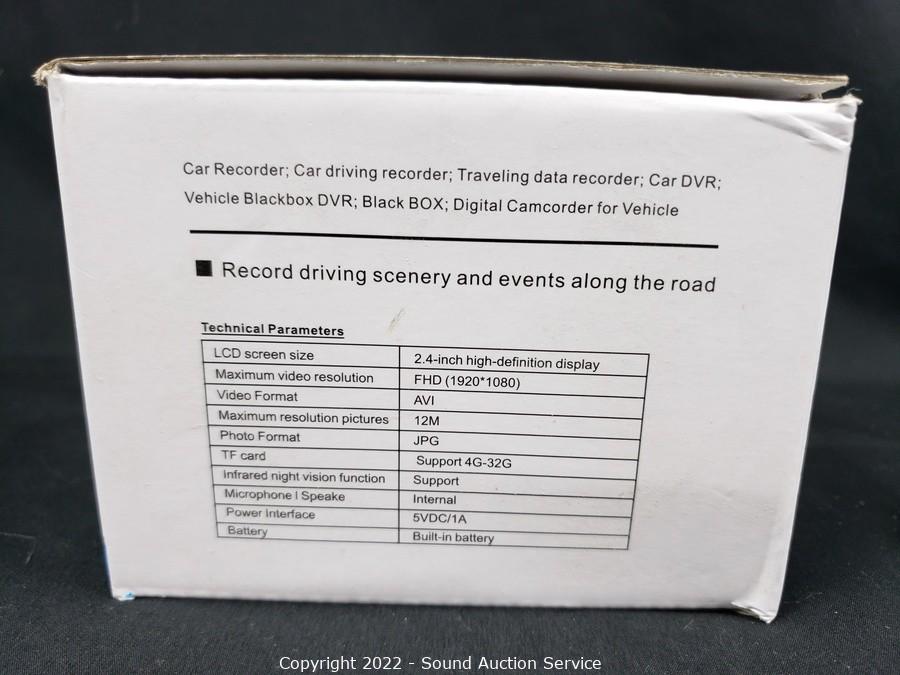 Car Recorder; Car driving recorder; Traveling data recorder; Car DVR;
Vehicle Blackbox DVR; Black BOX; Digital Camcorder for Vehicle
■ Record driving scenery and events along the road
Technical Parameters
LCD screen size 2.4-inch high-definition display
Maximum video resolution FHD (1920*1080)
Video Format AVI
Maximum resolution pictures 12M
Photo Format JPG
TF card Support 4G-32G
Infrared night vision function Support
Microphone I Speake Internal
Power Interface 5VDC/1A
Battery Built-in battery
Copyright 2022 - Sound Auction Service